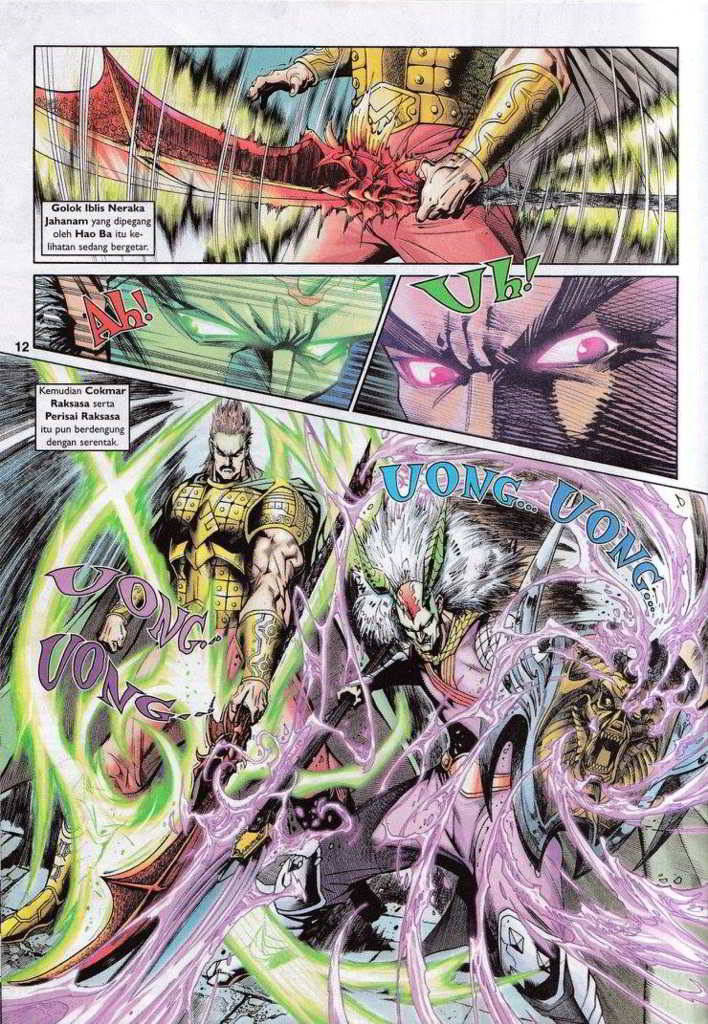 Golok Iblis Neraka
Jahanam yang dipegang
oleh Hao Ba itu ke-
lihatan sedang bergetar.
Ah!
Uh!
12
Kemudian Cokmar
Raksasa serta
Perisai Raksasa
itu pun berdengung
dengan serentak.
UONG... UONG...
UONG...
UONG...